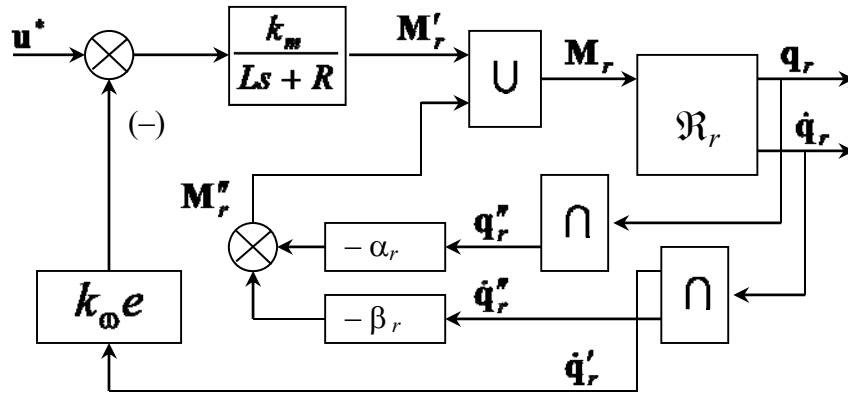 u*
k_m
Ls + R
M′_r
∪
M_r
ℜ_r
q_r
q̇_r
(−)
M″_r
− α_r
q″_r
∩
k_ω e
− β_r
q̇″_r
∩
q̇′_r